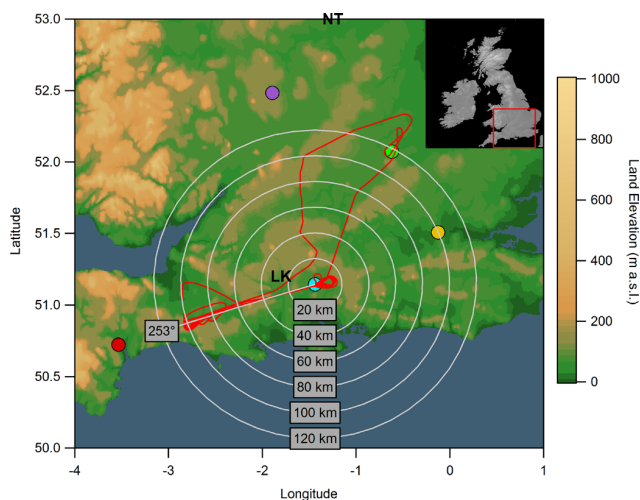 NT
53.0
52.5
52.0
51.5
51.0
50.5
50.0
Latitude
LK
253°
20 km
40 km
60 km
80 km
100 km
120 km
-4
-3
-2
-1
0
1
Longitude
1000
800
600
400
200
0
Land Elevation (m a.s.l.)